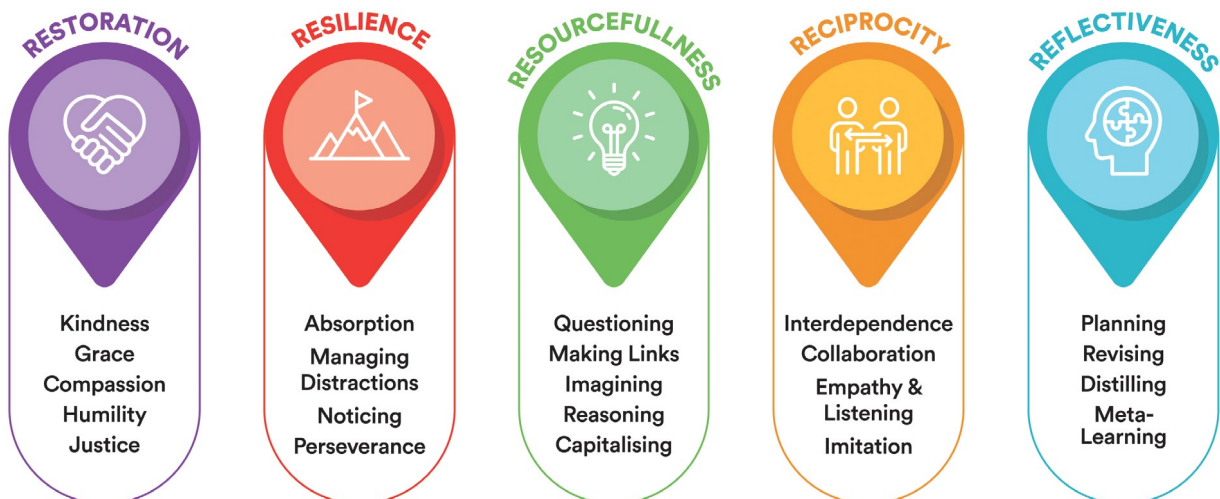 RESTORATION
Kindness
Grace
Compassion
Humility
Justice
RESILIENCE
Absorption
Managing
Distractions
Noticing
Perseverance
RESOURCEFULLNESS
Questioning
Making Links
Imagining
Reasoning
Capitalising
RECIPROCITY
Interdependence
Collaboration
Empathy &
Listening
Imitation
REFLECTIVENESS
Planning
Revising
Distilling
Meta-
Learning